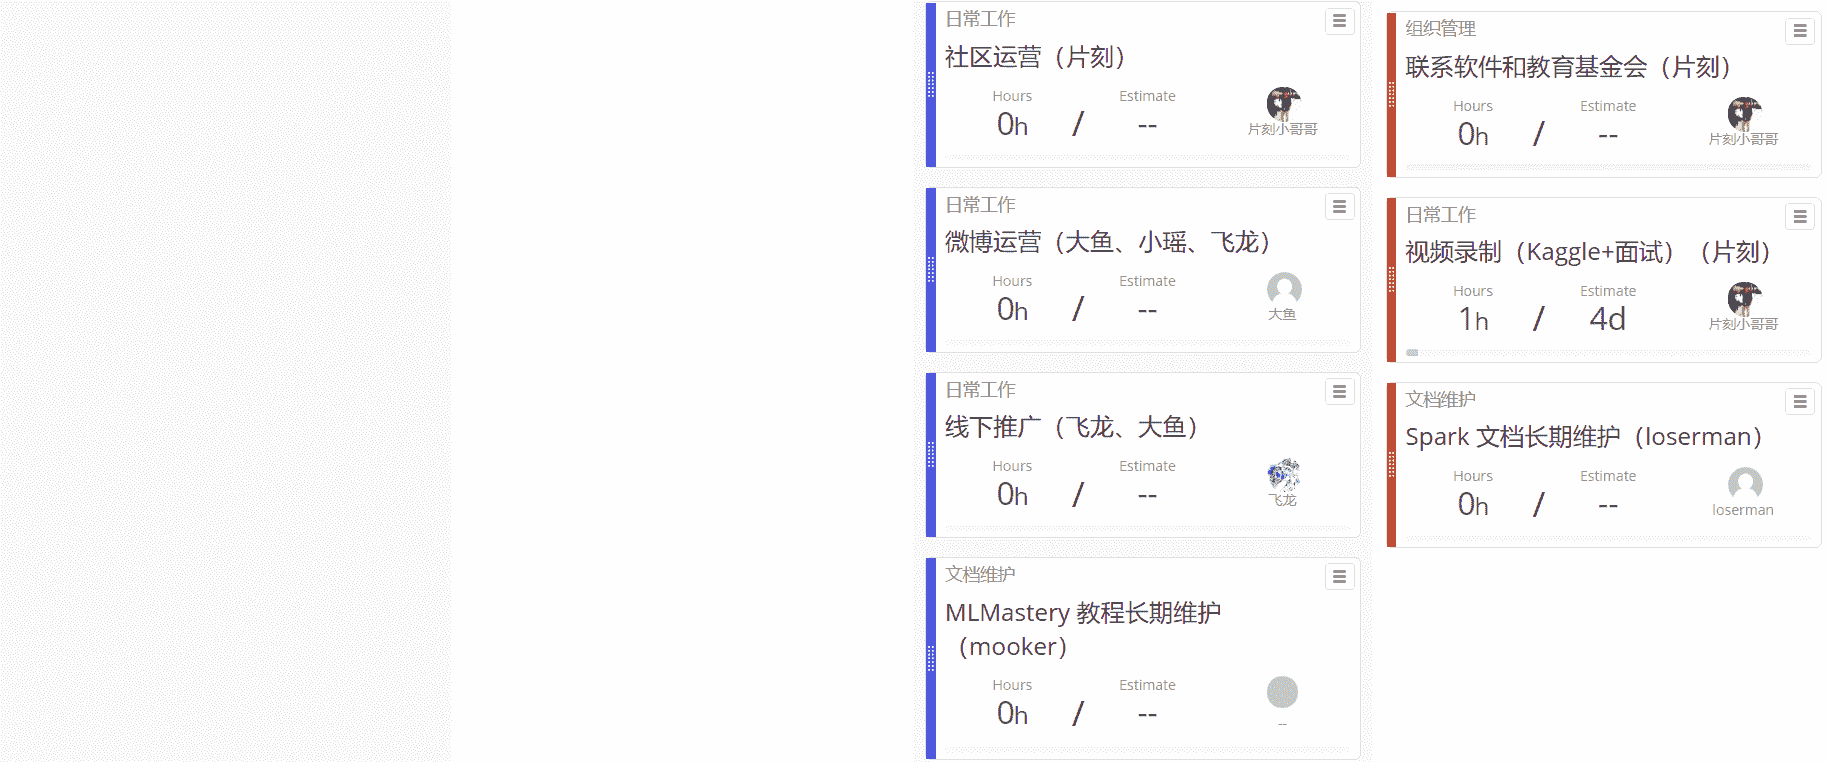 日常工作
社区运营（片刻）
Hours
Estimate
0h
/
--
片刻小哥哥
日常工作
微博运营（大鱼、小瑶、飞龙）
Hours
Estimate
0h
/
--
大鱼
日常工作
线下推广（飞龙、大鱼）
Hours
Estimate
0h
/
--
飞龙
文档维护
MLMastery 教程长期维护
（mooker）
Hours
Estimate
0h
/
--
--
组织管理
联系软件和教育基金会（片刻）
Hours
Estimate
0h
/
--
片刻小哥哥
日常工作
视频录制（Kaggle+面试）（片刻）
Hours
Estimate
1h
/
4d
片刻小哥哥
文档维护
Spark 文档长期维护（loserman）
Hours
Estimate
0h
/
--
loserman